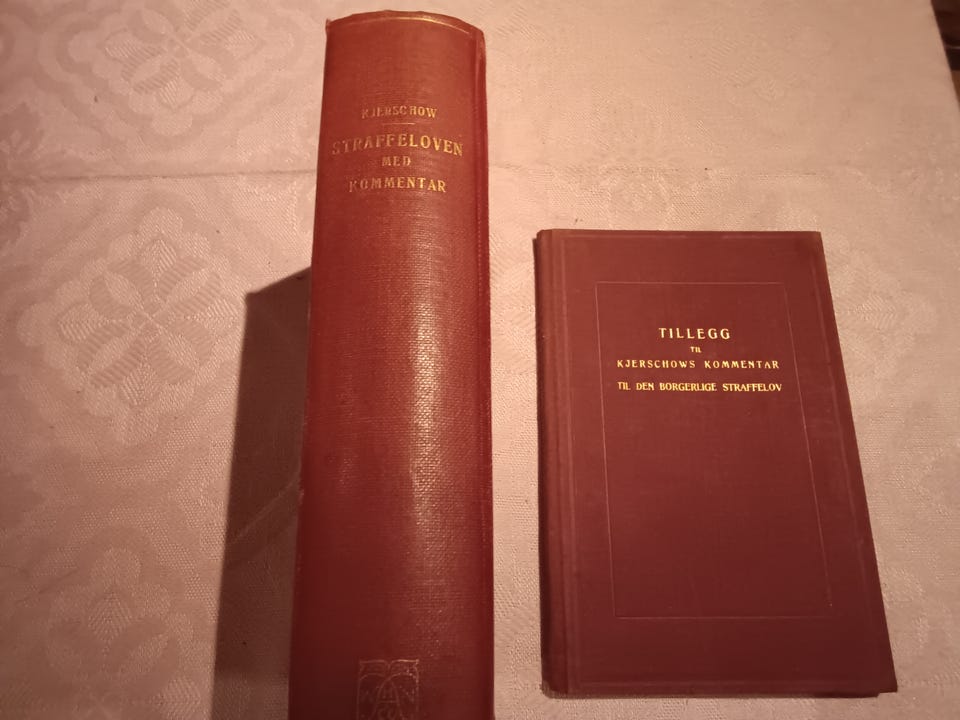 KJERSCHOW
STRAFFELOVEN
MED
KOMMENTAR
TILLEGG
TIL
KJERSCHOWS KOMMENTAR
TIL DEN BORGERLIGE STRAFFELOV